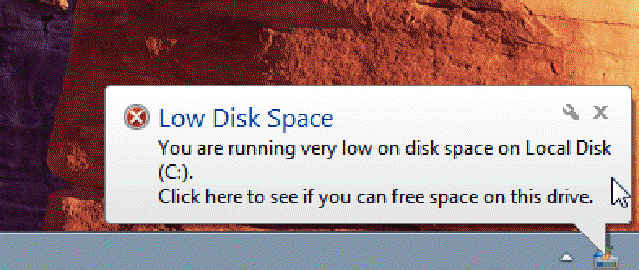 Low Disk Space
You are running very low on disk space on Local Disk
(C:).
Click here to see if you can free space on this drive.